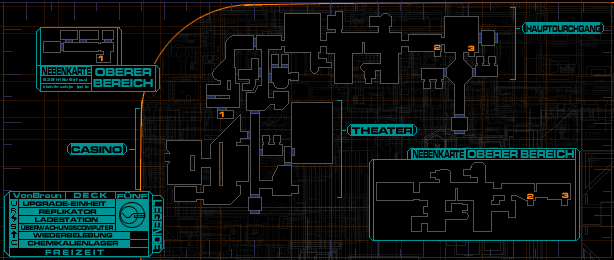 HAUPTDURCHGANG
1
NEBENKARTE OBERER
BEREICH
2
3
1
THEATER
CASINO
NEBENKARTE OBERER BEREICH
2
3
VonBraun DECK FÜNF
UPGRADE-EINHEIT
REPLIKATOR
LADESTATION
ÜBERWACHUNGSCOMPUTER
WIEDERBELEBUNG
CHEMIKALIENLAGER
FREIZEIT
LEGENDE